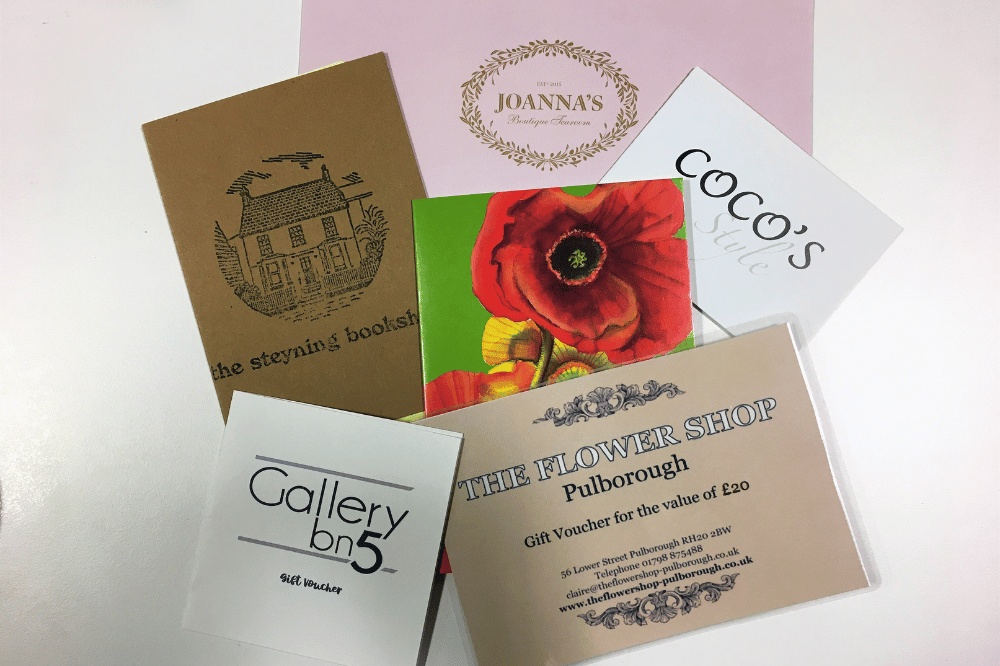 ESTD 2015
JOANNA'S
Boutique Tearoom
COCO'S
Style
the steyning booksh
THE FLOWER SHOP
Pulborough
Gift Voucher for the value of £20
56 Lower Street Pulborough RH20 2BW
Telephone 01798 875488
claire@theflowershop-pulborough.co.uk
www.theflowershop-pulborough.co.uk
Gallery
bn5
gift voucher